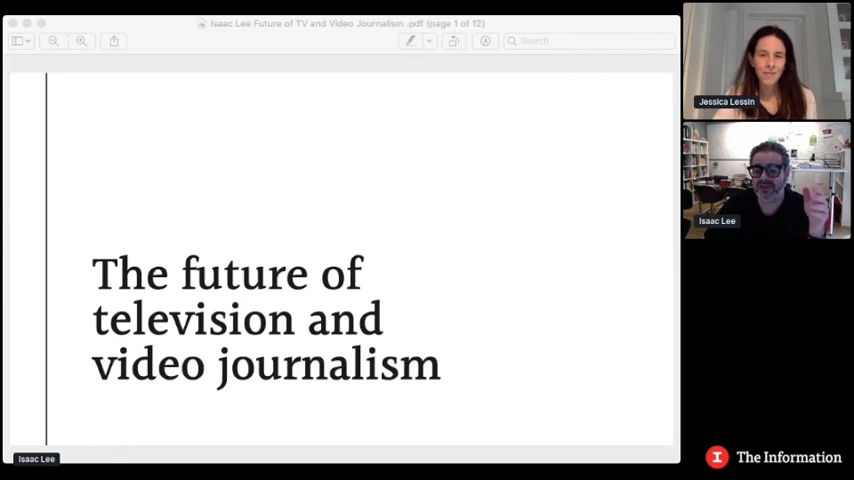 Isaac Lee Future of TV and Video Journalism .pdf (page 1 of 12)
Search
Jessica Lessin
Isaac Lee
The future of
television and
video journalism
Isaac Lee
I The Information